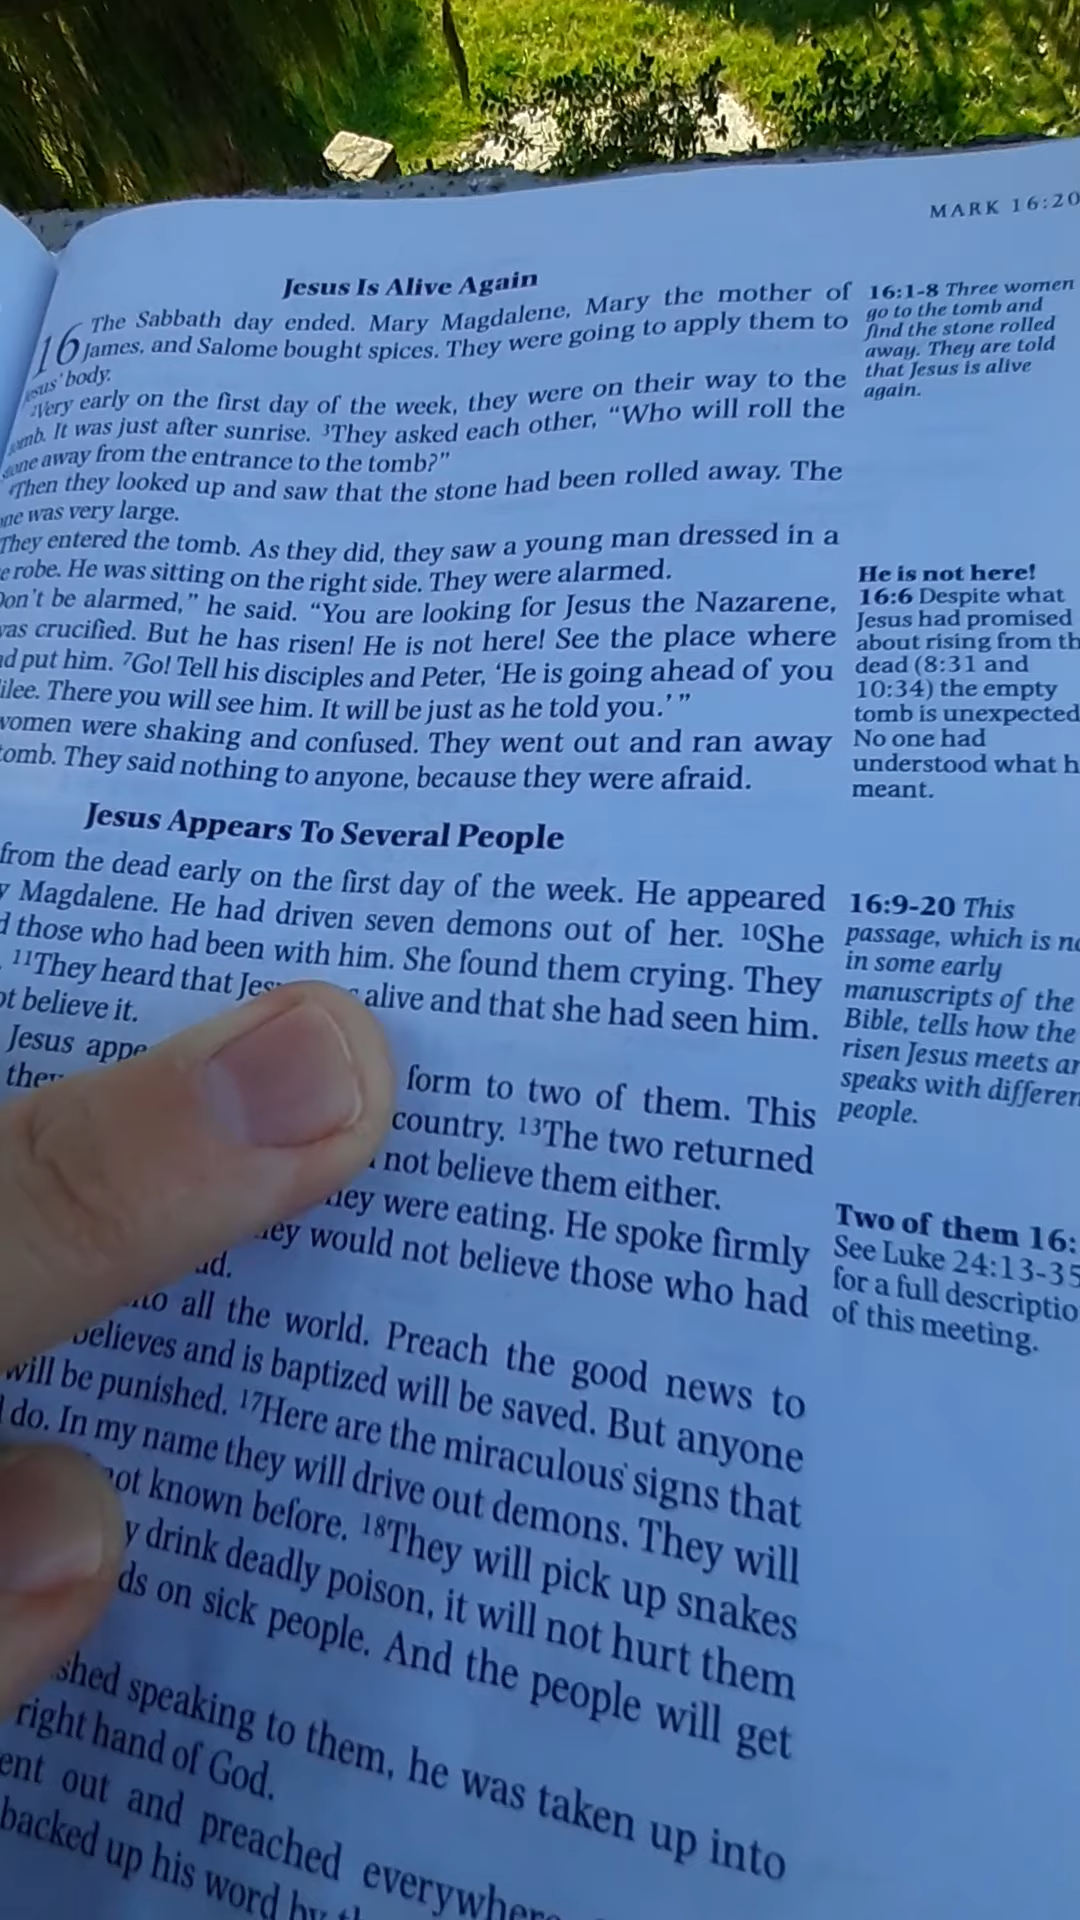 MARK 16:20
Jesus Is Alive Again
16 The Sabbath day ended. Mary Magdalene, Mary the mother of
James, and Salome bought spices. They were going to apply them to
body.
²Very early on the first day of the week, they were on their way to the
It was just after sunrise. ³They asked each other, “Who will roll the
away from the entrance to the tomb?”
⁴Then they looked up and saw that the stone had been rolled away. The
was very large.
They entered the tomb. As they did, they saw a young man dressed in a
robe. He was sitting on the right side. They were alarmed.
be alarmed,” he said. “You are looking for Jesus the Nazarene,
crucified. But he has risen! He is not here! See the place where
put him. ⁷Go! Tell his disciples and Peter, ‘He is going ahead of you
There you will see him. It will be just as he told you.’ ”
women were shaking and confused. They went out and ran away
They said nothing to anyone, because they were afraid.
Jesus Appears To Several People
from the dead early on the first day of the week. He appeared
Magdalene. He had driven seven demons out of her. ¹⁰She
those who had been with him. She found them crying. They
¹¹They heard that alive and that she had seen him.
believe it.
Jesus
form to two of them. This
country. ¹³The two returned
not believe them either.
were eating. He spoke firmly
would not believe those who had
all the world. Preach the good news to
believes and is baptized will be saved. But anyone
will be punished. ¹⁷Here are the miraculous signs that
do. In my name they will drive out demons. They will
not known before. ¹⁸They will pick up snakes
drink deadly poison, it will not hurt them
on sick people. And the people will get
speaking to them, he was taken up into
right hand of God.
out and preached
backed up his word by
16:1-8 Three women
go to the tomb and
find the stone rolled
away. They are told
that Jesus is alive
again.
He is not here!
16:6 Despite what
Jesus had promised
about rising from
dead (8:31 and
10:34) the empty
tomb is unexpected
No one had
understood what
meant.
16:9-20 This
passage, which is
in some early
manuscripts of the
Bible, tells how the
risen Jesus meets
speaks with
people.
Two of them 16:
See Luke 24:13-35
for a full
of this meeting.